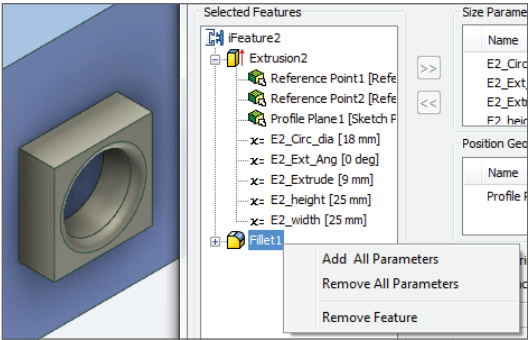 Selected Features
Size Parame
iFeature2
Name
Extrusion2
>>
E2_Circ
Reference Point1 [Refe
E2_Ext_
Reference Point2 [Refe
<<
E2_Extr
Profile Plane1 [Sketch P
E2_heig
x= E2_Circ_dia [18 mm]
Position Geo
x= E2_Ext_Ang [0 deg]
Name
x= E2_Extrude [9 mm]
Profile P
x= E2_height [25 mm]
x= E2_width [25 mm]
Fillet1
Add All Parameters
Remove All Parameters
Remove Feature